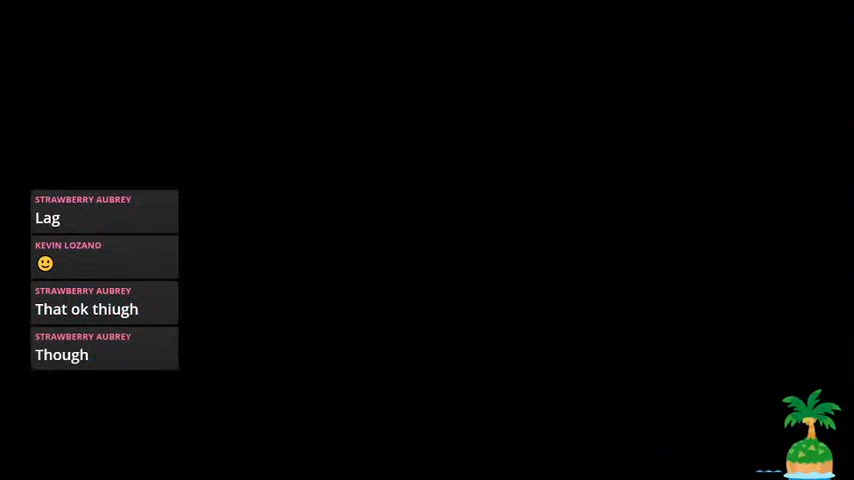 STRAWBERRY AUBREY
Lag
KEVIN LOZANO
🙂
STRAWBERRY AUBREY
That ok thiugh
STRAWBERRY AUBREY
Though